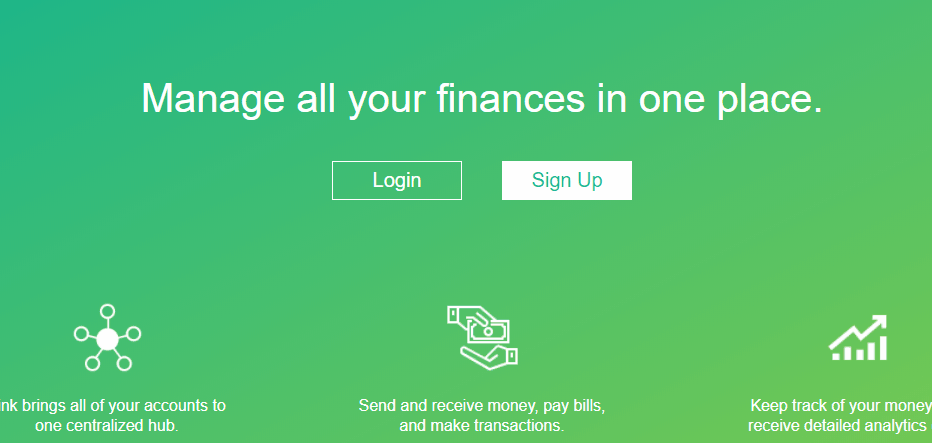 Manage all your finances in one place.
Login
Sign Up
brings all of your accounts to
one centralized hub.
Send and receive money, pay bills,
and make transactions.
Keep track of your money
receive detailed analytics